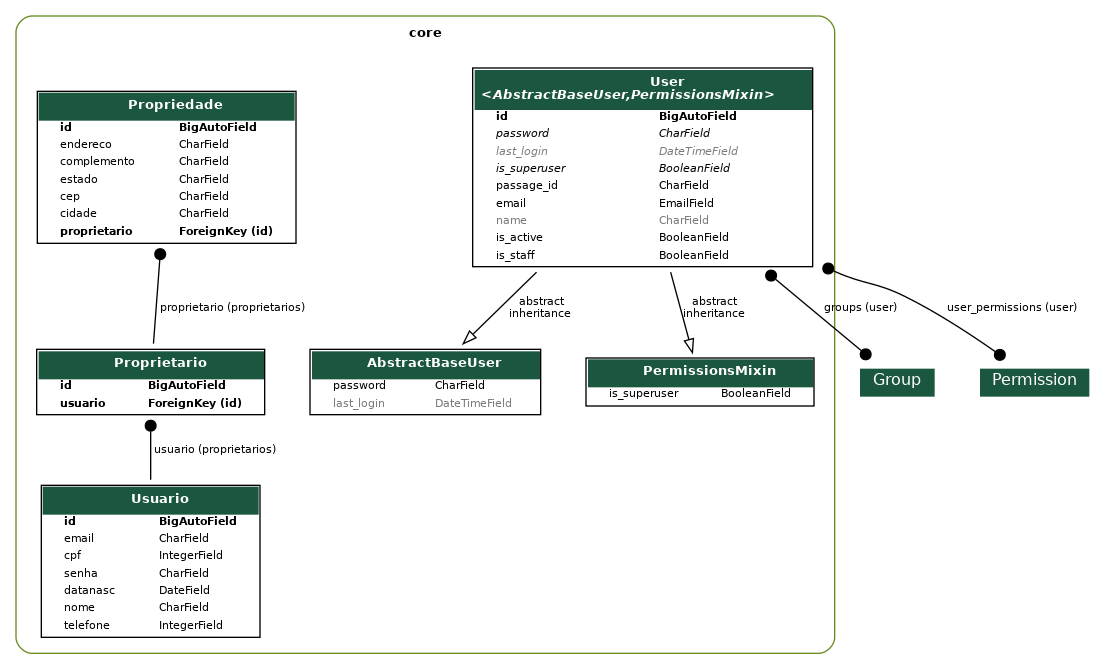 core
Propriedade
id BigAutoField
endereco CharField
complemento CharField
estado CharField
cep CharField
cidade CharField
proprietario ForeignKey (id)
User
<AbstractBaseUser,PermissionsMixin>
id BigAutoField
password CharField
last_login DateTimeField
is_superuser BooleanField
passage_id CharField
email EmailField
name CharField
is_active BooleanField
is_staff BooleanField
proprietario (proprietarios)
abstract
inheritance
abstract
inheritance
groups (user)
user_permissions (user)
Proprietario
id BigAutoField
usuario ForeignKey (id)
AbstractBaseUser
password CharField
last_login DateTimeField
PermissionsMixin
is_superuser BooleanField
Group
Permission
usuario (proprietarios)
Usuario
id BigAutoField
email CharField
cpf IntegerField
senha CharField
datanasc DateField
nome CharField
telefone IntegerField